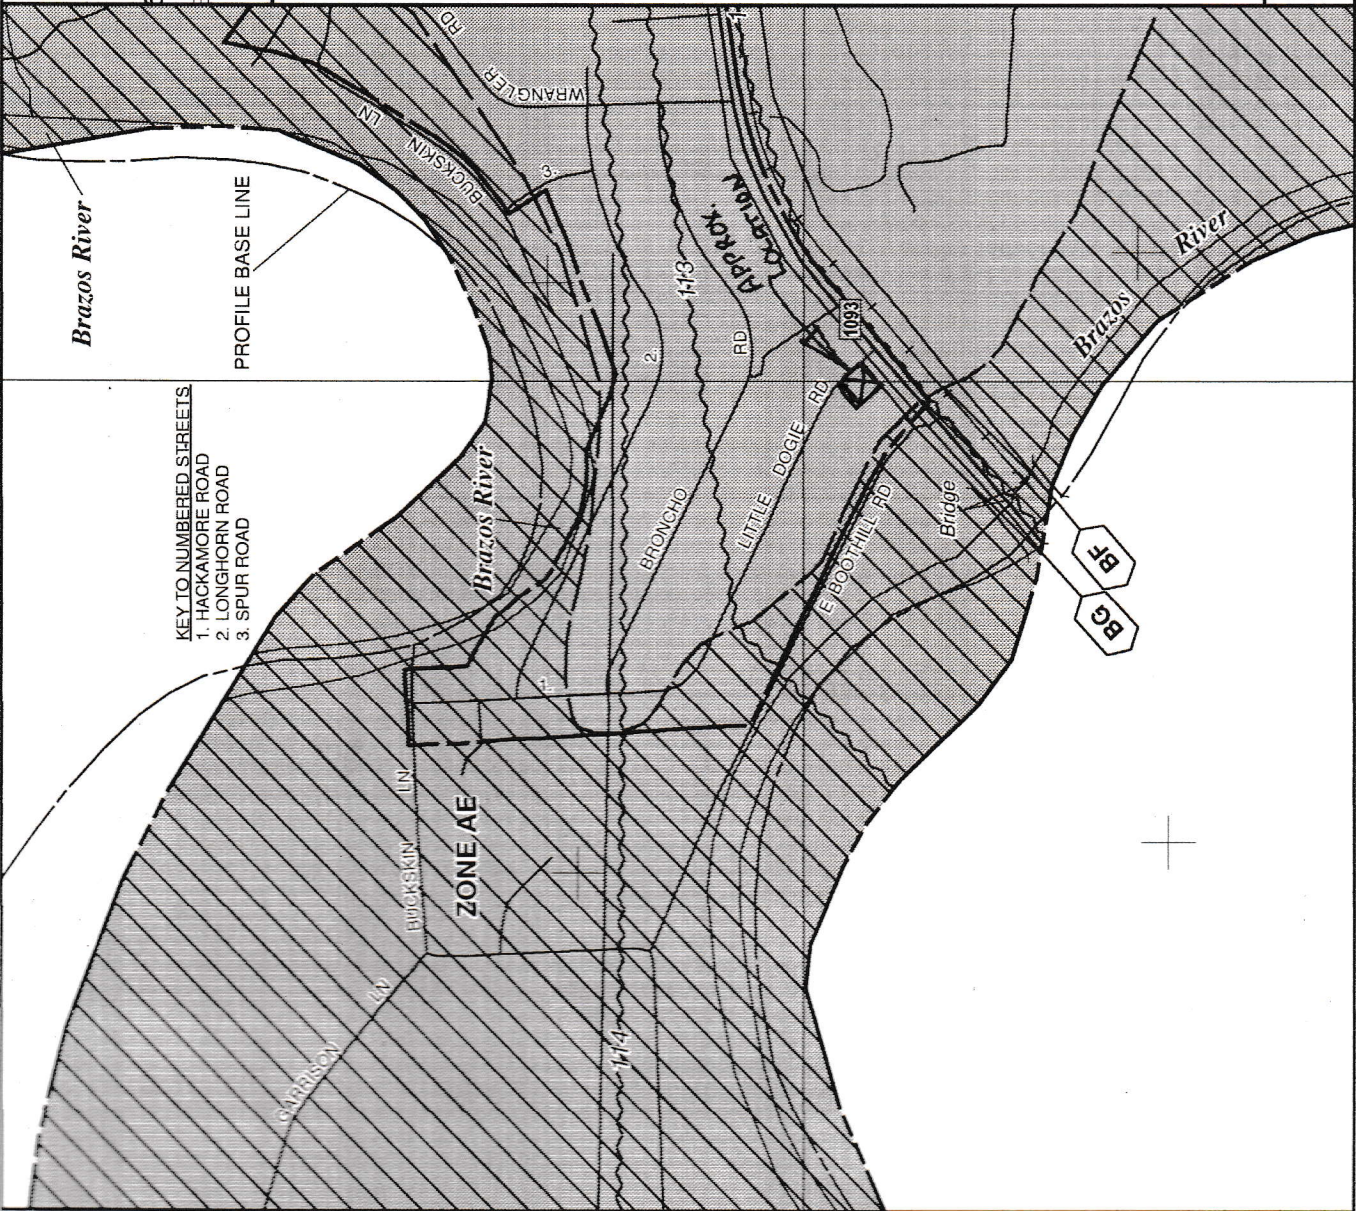 RD
WRANGLER
LN
BUCKSKIN
3.
Brazos River
PROFILE BASE LINE
KEY TO NUMBERED STREETS
1. HACKAMORE ROAD
2. LONGHORN ROAD
3. SPUR ROAD
113
APPROX.
LOCATION
1093
2.
RD
RD
River
Brazos
Brazos River
BRONCHO
LITTLE DOGIE
E BOOTHILL RD
Bridge
BF
BG
1.
LN
BUCKSKIN
ZONE AE
LN
GARRISON
114